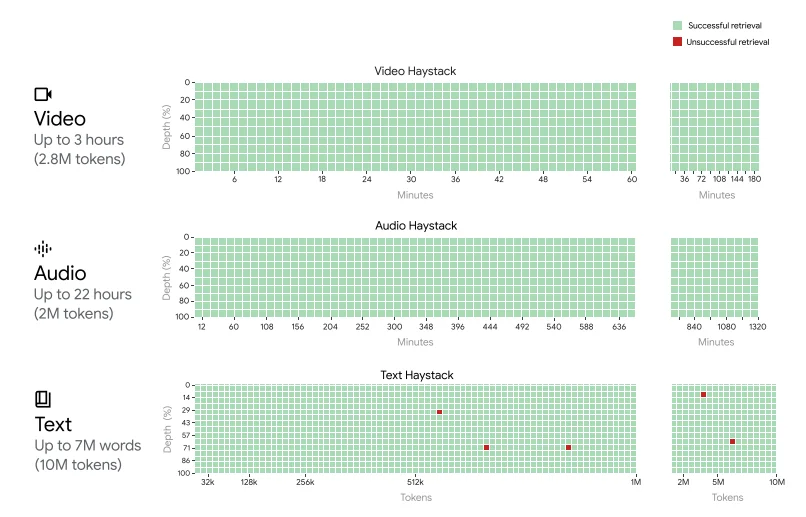 Successful retrieval
Unsuccessful retrieval
Video Haystack
Video
Up to 3 hours
(2.8M tokens)
Depth (%)
0
20
40
60
80
100
6 12 18 24 30 36 42 48 54 60
Minutes
36 72 108 144 180
Minutes
Audio Haystack
Audio
Up to 22 hours
(2M tokens)
Depth (%)
0
20
40
60
80
100
12 60 108 156 204 252 300 348 396 444 492 540 588 636
Minutes
840 1080 1320
Minutes
Text Haystack
Text
Up to 7M words
(10M tokens)
Depth (%)
0
14
29
43
57
71
86
100
32k 128k 256k 512k 1M
Tokens
2M 5M 10M
Tokens